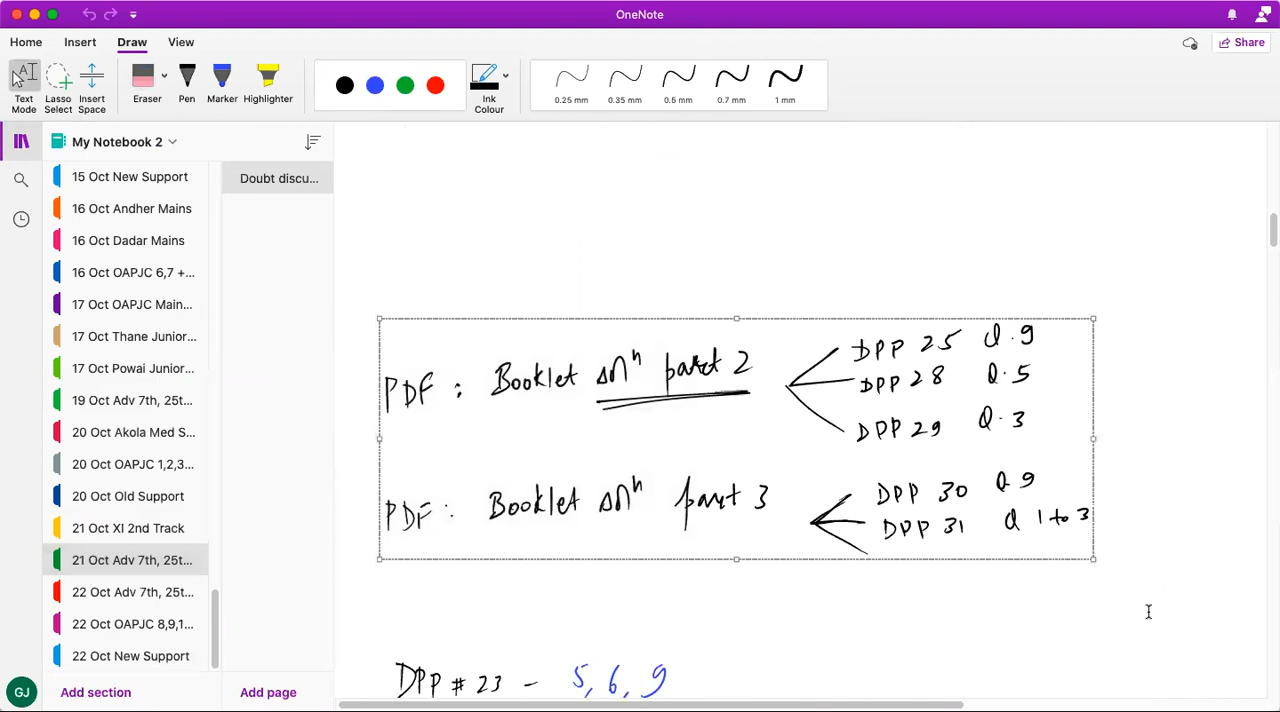 OneNote
Home Insert Draw View
Share
Text Mode
Lasso Select
Insert Space
Eraser
Pen
Marker
Highlighter
Ink Colour
0.25 mm
0.35 mm
0.5 mm
0.7 mm
1 mm
My Notebook 2
15 Oct New Support
16 Oct Andher Mains
16 Oct Dadar Mains
16 Oct OAPJC 6,7 +...
17 Oct OAPJC Main...
17 Oct Thane Junior...
17 Oct Powai Junior...
19 Oct Adv 7th, 25t...
20 Oct Akola Med S...
20 Oct OAPJC 1,2,3...
20 Oct Old Support
21 Oct XI 2nd Track
21 Oct Adv 7th, 25t...
22 Oct Adv 7th, 25t...
22 Oct OAPJC 8,9,1...
22 Oct New Support
GJ
Add section
Doubt discu...
Add page
PDF : Booklet solⁿ part 2
DPP 25 Q.9
DPP 28 Q.5
DPP 29 Q.3
PDF : Booklet solⁿ part 3
DPP 30 Q 9
DPP 31 Q 1 to 3
DPP # 23 - 5, 6, 9